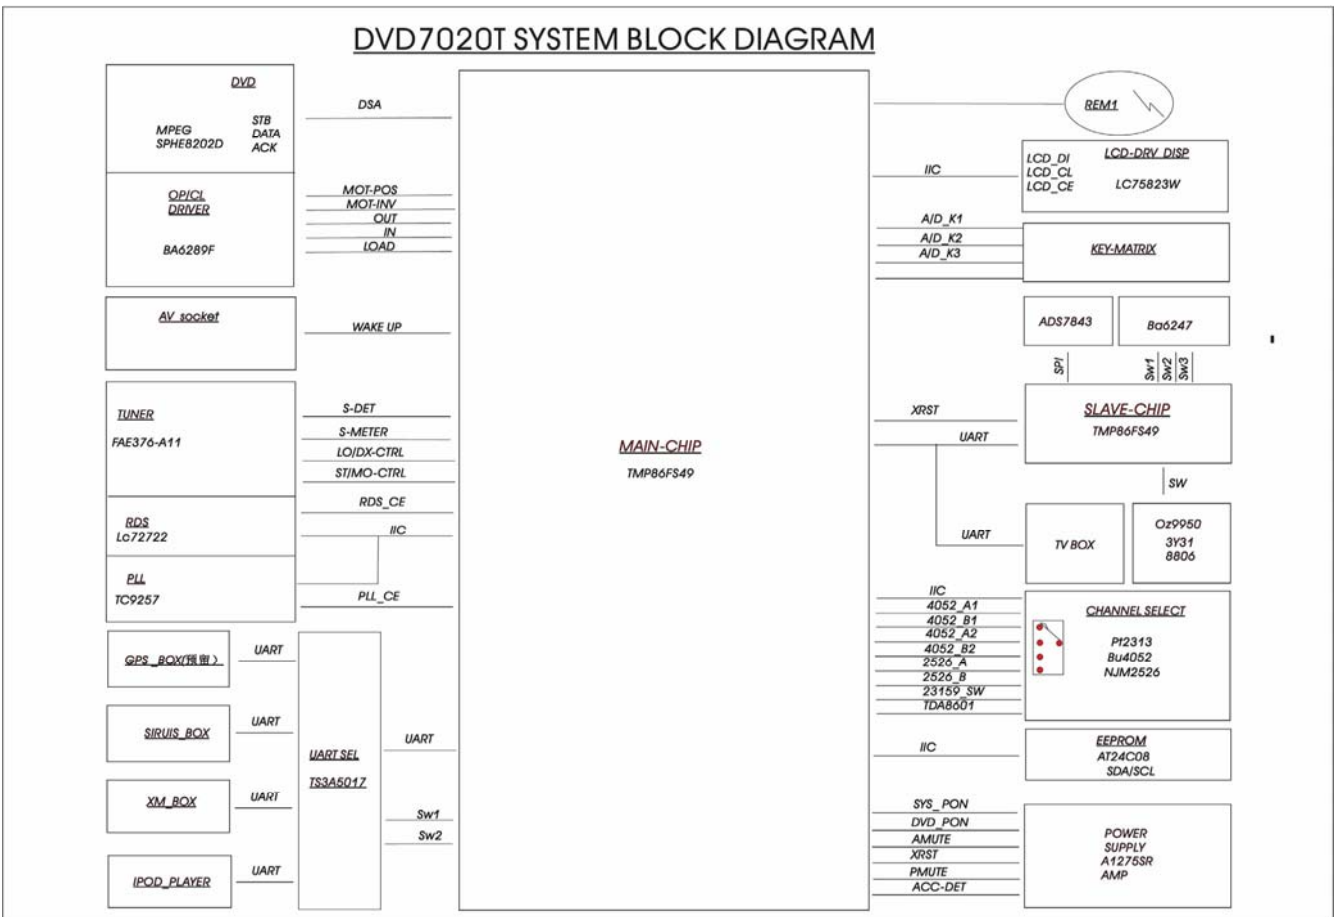 DVD7020T SYSTEM BLOCK DIAGRAM
DVD
MPEG
SPHE8202D
STB
DATA
ACK
DSA
OP/CL
DRIVER
BA6289F
MOT-POS
MOT-INV
OUT
IN
LOAD
AV socket
WAKE UP
TUNER
FAE376-A11
S-DET
S-METER
LO/DX-CTRL
ST/MO-CTRL
RDS
Lc72722
RDS_CE
IIC
PLL
TC9257
PLL_CE
GPS_BOX(预留）
UART
SIRUIS_BOX
UART
XM_BOX
UART
IPOD_PLAYER
UART
UART SEL
TS3A5017
UART
Sw1
Sw2
MAIN-CHIP
TMP86FS49
REM1
IIC
LCD_DI
LCD_CL
LCD_CE
LCD-DRV DISP
LC75823W
A/D_K1
A/D_K2
A/D_K3
KEY-MATRIX
ADS7843
Ba6247
SPI
Sw1
Sw2
Sw3
XRST
UART
SLAVE-CHIP
TMP86FS49
SW
UART
TV BOX
Oz9950
3Y31
8806
IIC
4052_A1
4052_B1
4052_A2
4052_B2
2526_A
2526_B
23159_SW
TDA8601
CHANNEL SELECT
Pt2313
Bu4052
NJM2526
IIC
EEPROM
AT24C08
SDA/SCL
SYS_PON
DVD_PON
AMUTE
XRST
PMUTE
ACC-DET
POWER
SUPPLY
A1275SR
AMP